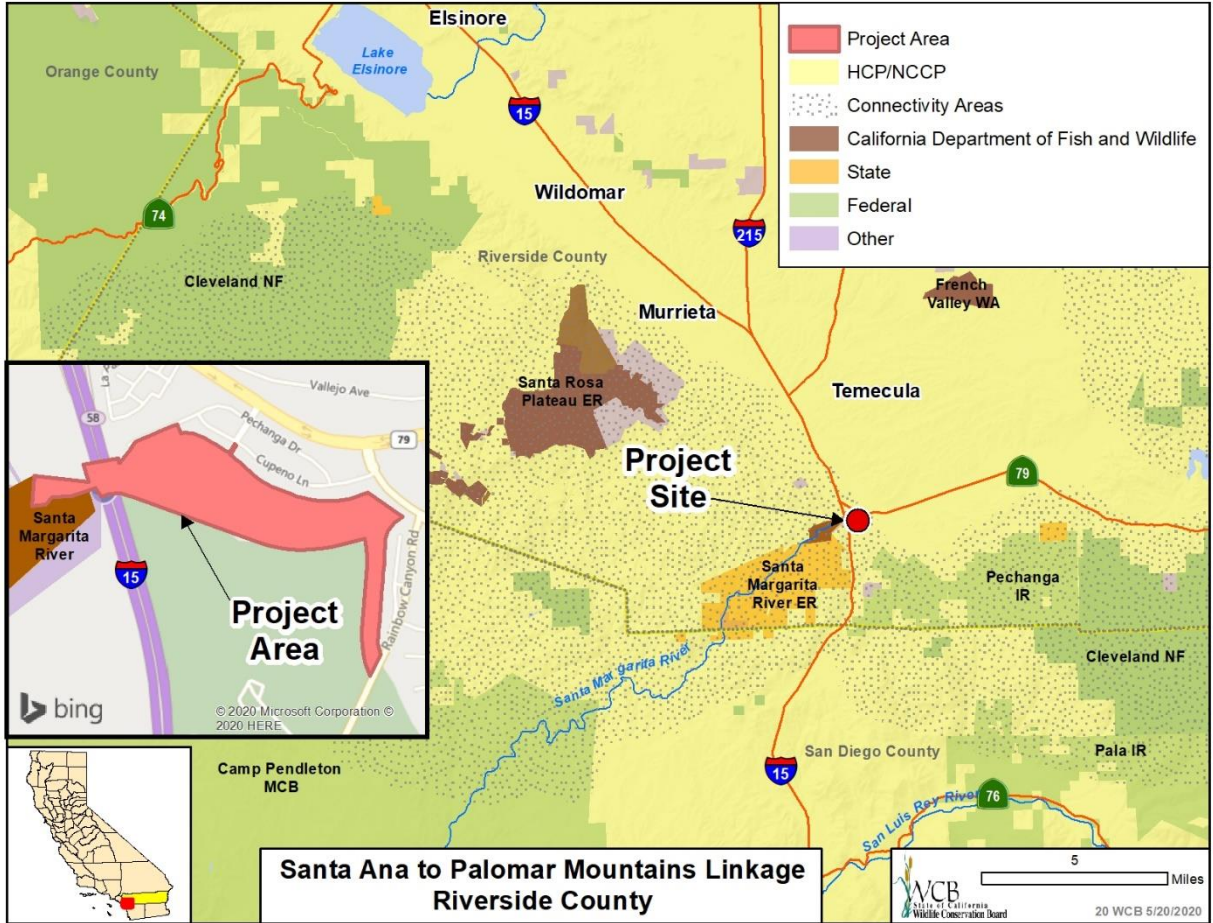 Elsinore
Lake
Elsinore
Orange County
15
Wildomar
74
215
Riverside County
Cleveland NF
Murrieta
French
Valley WA
Santa Rosa
Plateau ER
Temecula
Project
Site
79
Santa
Margarita
River ER
Pechanga
IR
Cleveland NF
Santa Margarita River
San Diego County
Pala IR
Camp Pendleton
MCB
15
76
San Luis Rey River
Project Area
HCP/NCCP
Connectivity Areas
California Department of Fish and Wildlife
State
Federal
Other
Vallejo Ave
58
Pechanga Dr
79
Cupeno Ln
Santa
Margarita
River
15
Rainbow Canyon Rd
Project
Area
bing
© 2020 Microsoft Corporation ©
2020 HERE
Santa Ana to Palomar Mountains Linkage
Riverside County
WCB
State of California
Wildlife Conservation Board
5
Miles
20 WCB 5/20/2020